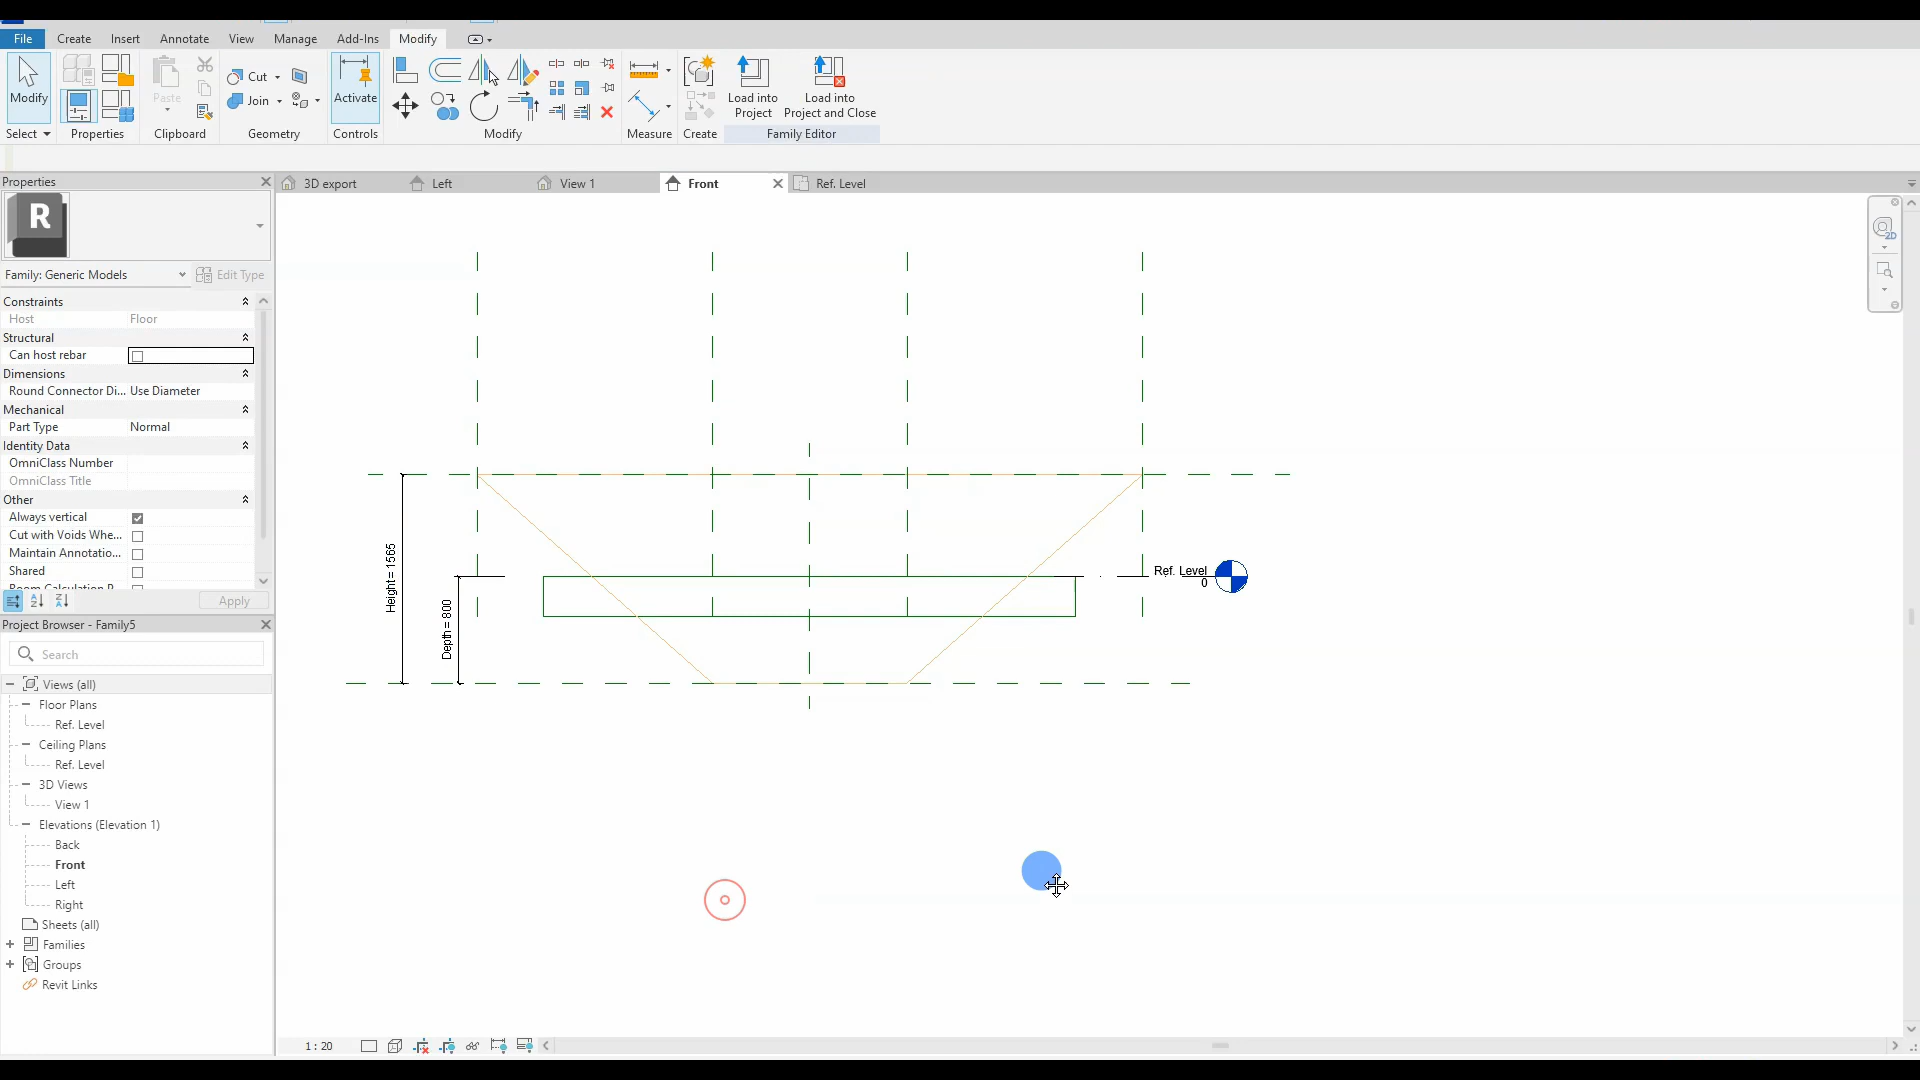 File Create Insert Annotate View Manage Add-Ins Modify
Modify
Select
Properties
Paste
Clipboard
Cut
Join
Geometry
Activate
Controls
Modify
Measure
Create
Load into
Project
Load into
Project and Close
Family Editor
Properties
3D export
Left
View 1
Front
Ref. Level
R
2D
Family: Generic Models
Edit Type
Constraints
Host Floor
Structural
Can host rebar
Dimensions
Round Connector Di... Use Diameter
Mechanical
Part Type Normal
Identity Data
OmniClass Number
OmniClass Title
Other
Always vertical
Cut with Voids Whe...
Maintain Annotatio...
Shared
Room Calculation P
Apply
Project Browser - Family5
Search
Views (all)
Floor Plans
Ref. Level
Ceiling Plans
Ref. Level
3D Views
View 1
Elevations (Elevation 1)
Back
Front
Left
Right
Sheets (all)
Families
Groups
Revit Links
Height = 1565
Depth = 800
Ref. Level
0
1 : 20